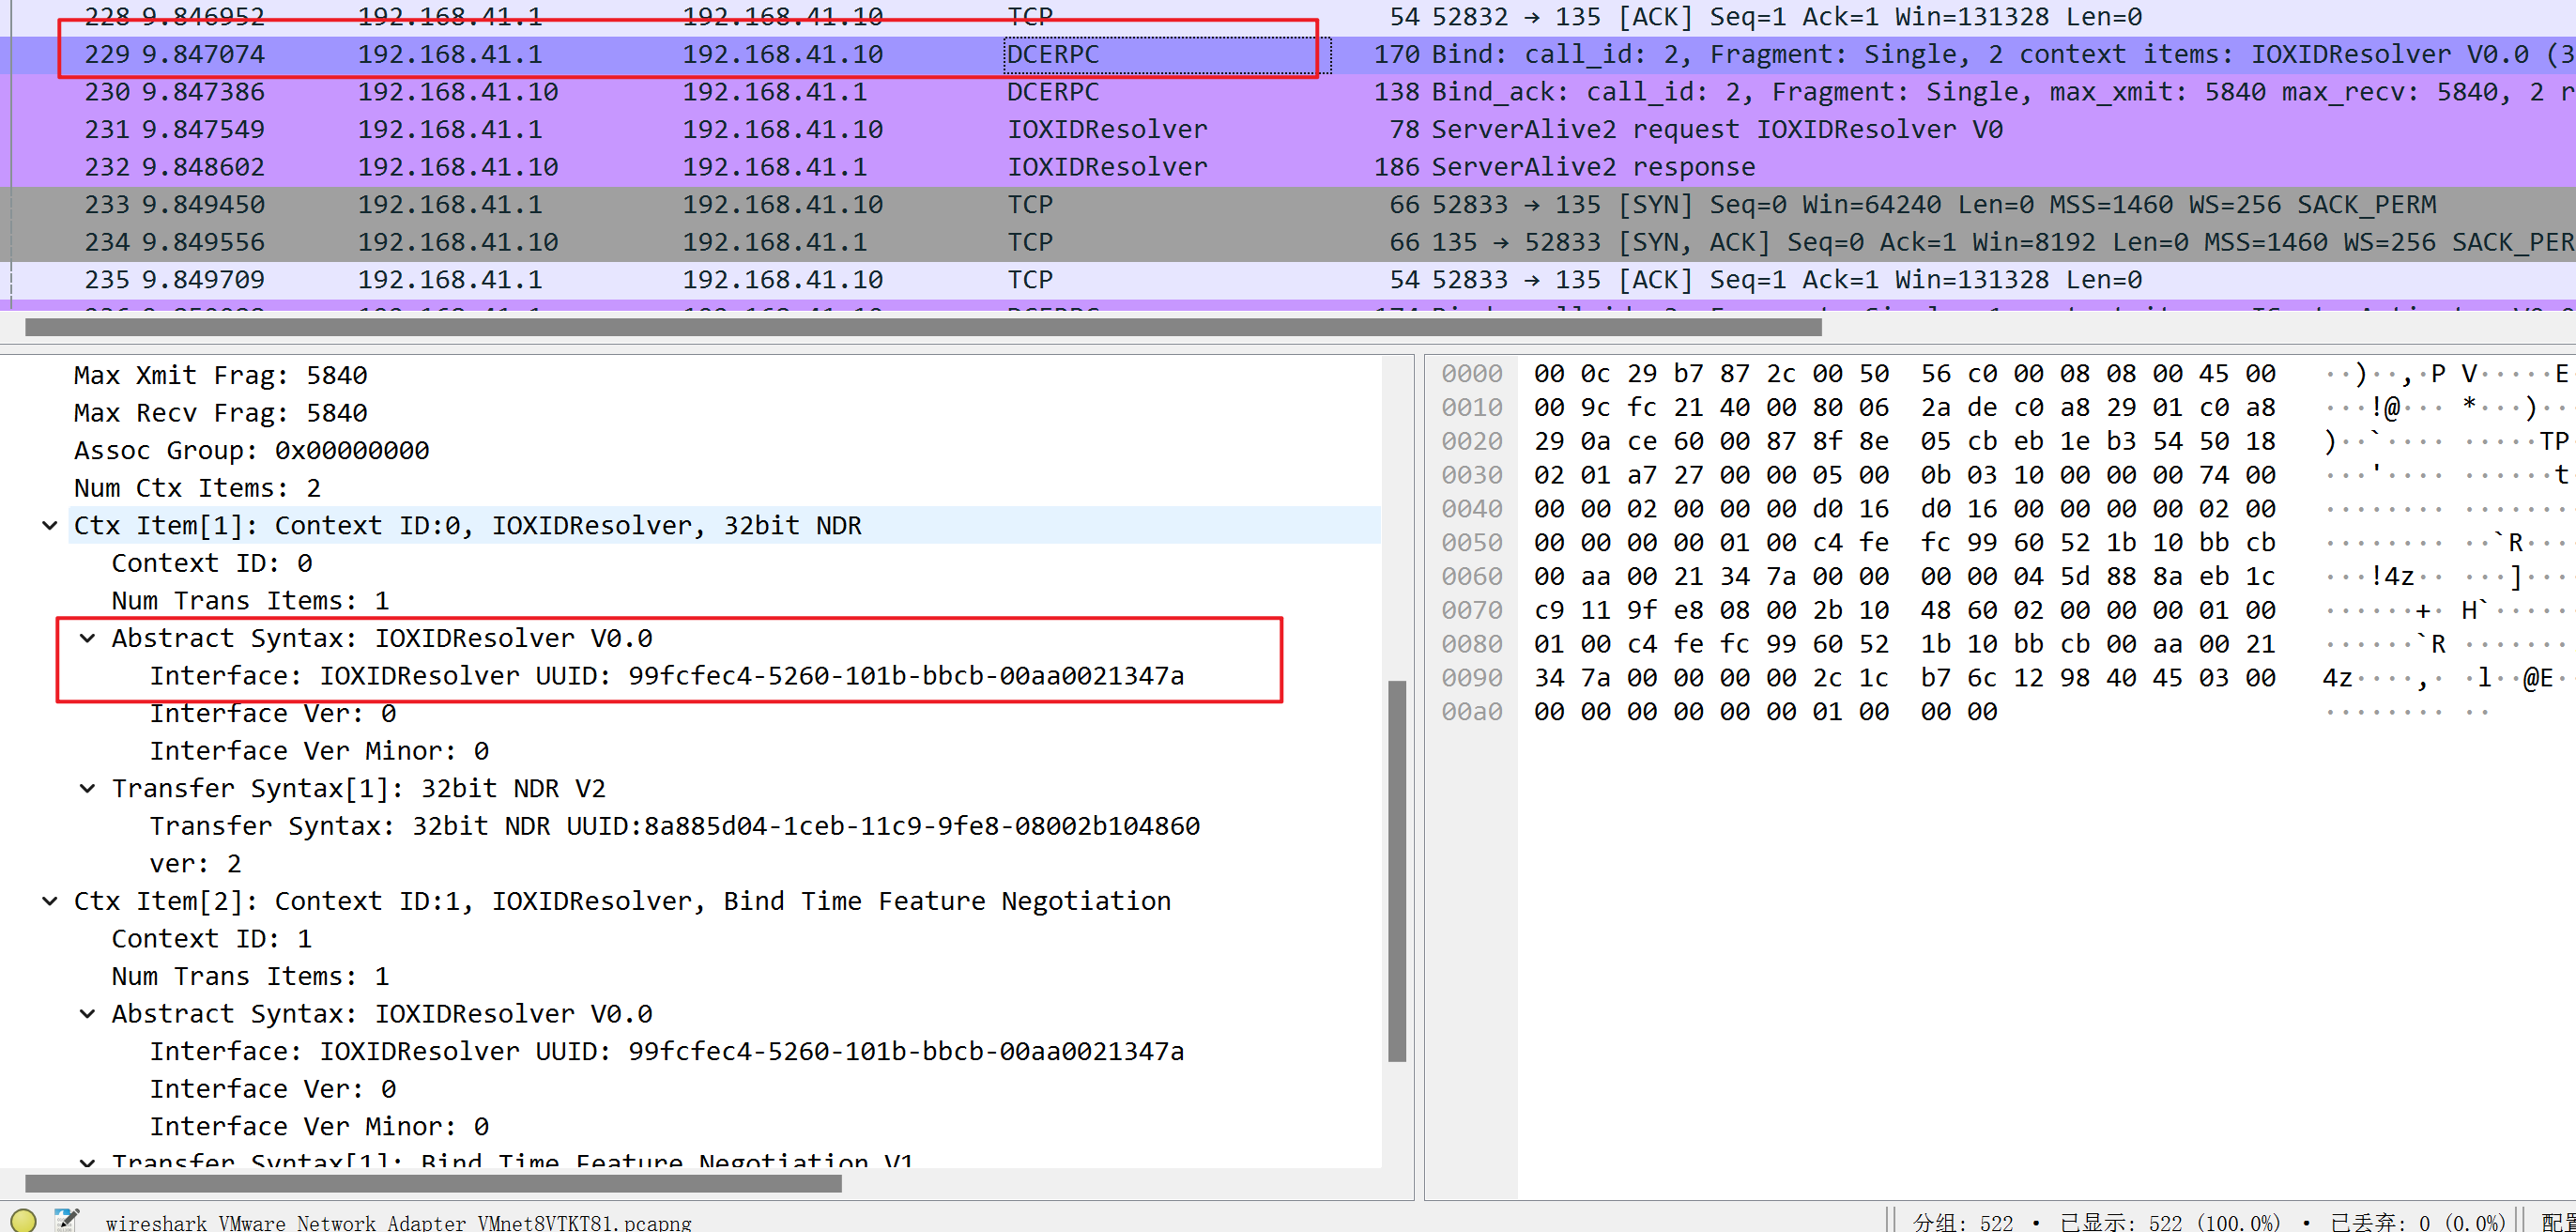 228 9.846952 192.168.41.1 192.168.41.10 TCP 54 52832 → 135 [ACK] Seq=1 Ack=1 Win=131328 Len=0
229 9.847074 192.168.41.1 192.168.41.10 DCERPC 170 Bind: call_id: 2, Fragment: Single, 2 context items: IOXIDResolver V0.0 (3
230 9.847386 192.168.41.10 192.168.41.1 DCERPC 138 Bind_ack: call_id: 2, Fragment: Single, max_xmit: 5840 max_recv: 5840, 2 r
231 9.847549 192.168.41.1 192.168.41.10 IOXIDResolver 78 ServerAlive2 request IOXIDResolver V0
232 9.848602 192.168.41.10 192.168.41.1 IOXIDResolver 186 ServerAlive2 response
233 9.849450 192.168.41.1 192.168.41.10 TCP 66 52833 → 135 [SYN] Seq=0 Win=64240 Len=0 MSS=1460 WS=256 SACK_PERM
234 9.849556 192.168.41.10 192.168.41.1 TCP 66 135 → 52833 [SYN, ACK] Seq=0 Ack=1 Win=8192 Len=0 MSS=1460 WS=256 SACK_PER
235 9.849709 192.168.41.1 192.168.41.10 TCP 54 52833 → 135 [ACK] Seq=1 Ack=1 Win=131328 Len=0
Max Xmit Frag: 5840
Max Recv Frag: 5840
Assoc Group: 0x00000000
Num Ctx Items: 2
Ctx Item[1]: Context ID:0, IOXIDResolver, 32bit NDR
Context ID: 0
Num Trans Items: 1
Abstract Syntax: IOXIDResolver V0.0
Interface: IOXIDResolver UUID: 99fcfec4-5260-101b-bbcb-00aa0021347a
Interface Ver: 0
Interface Ver Minor: 0
Transfer Syntax[1]: 32bit NDR V2
Transfer Syntax: 32bit NDR UUID:8a885d04-1ceb-11c9-9fe8-08002b104860
ver: 2
Ctx Item[2]: Context ID:1, IOXIDResolver, Bind Time Feature Negotiation
Context ID: 1
Num Trans Items: 1
Abstract Syntax: IOXIDResolver V0.0
Interface: IOXIDResolver UUID: 99fcfec4-5260-101b-bbcb-00aa0021347a
Interface Ver: 0
Interface Ver Minor: 0
Transfer Syntax[1]: Bind Time Feature Negotiation V1
0000 00 0c 29 b7 87 2c 00 50 56 c0 00 08 08 00 45 00 ··)··,·P V·····E
0010 00 9c fc 21 40 00 80 06 2a de c0 a8 29 01 c0 a8 ···!@··· *···)··
0020 29 0a ce 60 00 87 8f 8e 05 cb eb 1e b3 54 50 18 )··`···· ·····TP
0030 02 01 a7 27 00 00 05 00 0b 03 10 00 00 00 74 00 ···'···· ······t
0040 00 00 02 00 00 00 d0 16 d0 16 00 00 00 00 02 00 ········ ········
0050 00 00 00 00 01 00 c4 fe fc 99 60 52 1b 10 bb cb ········ ··`R····
0060 00 aa 00 21 34 7a 00 00 00 00 04 5d 88 8a eb 1c ···!4z·· ···]····
0070 c9 11 9f e8 08 00 2b 10 48 60 02 00 00 00 01 00 ······+· H`······
0080 01 00 c4 fe fc 99 60 52 1b 10 bb cb 00 aa 00 21 ······`R ·······
0090 34 7a 00 00 00 00 2c 1c b7 6c 12 98 40 45 03 00 4z····,· ·l··@E·
00a0 00 00 00 00 00 00 01 00 00 00 ········ ··
wireshark_VMware Network Adapter VMnet8VTKT81.pcapng
分组: 522 · 已显示: 522 (100.0%) · 已丢弃: 0 (0.0%)
配置